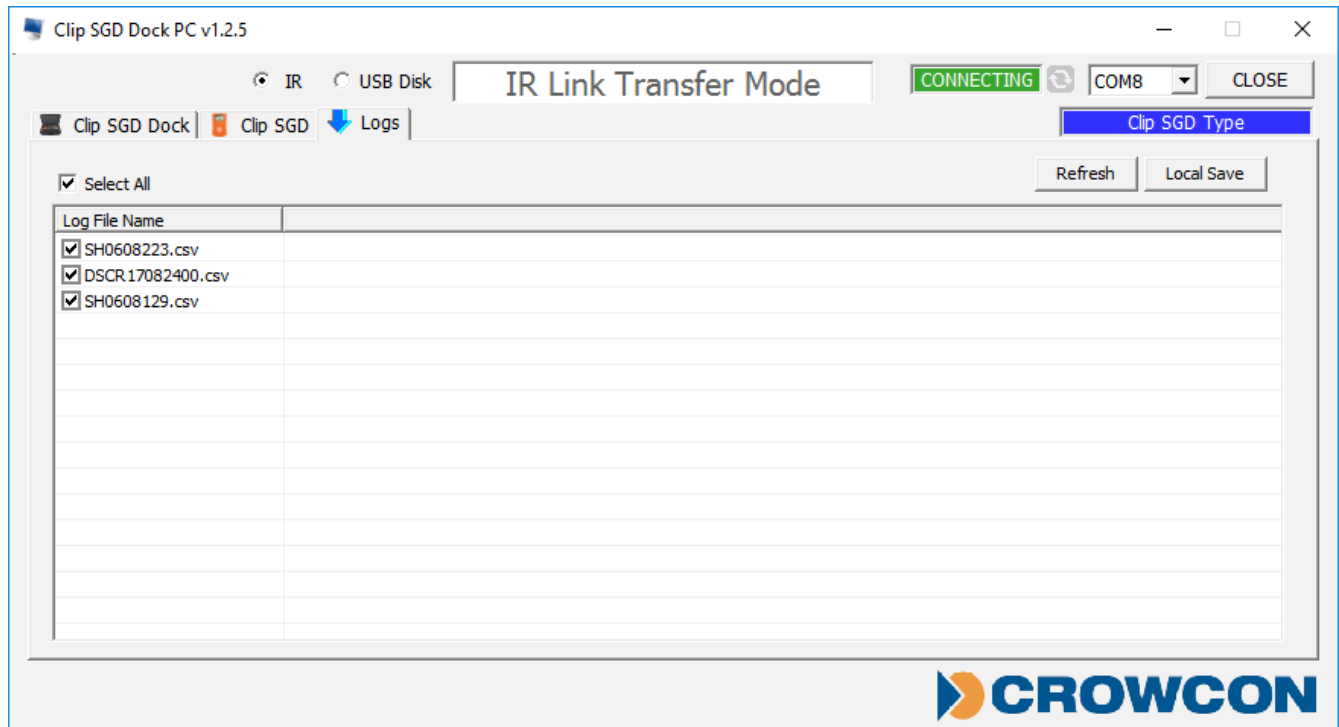 Clip SGD Dock PC v1.2.5
IR USB Disk IR Link Transfer Mode CONNECTING COM8 CLOSE
Clip SGD Dock Clip SGD Logs Clip SGD Type
Select All Refresh Local Save
Log File Name
SH0608223.csv
DSCR17082400.csv
SH0608129.csv
CROWCON